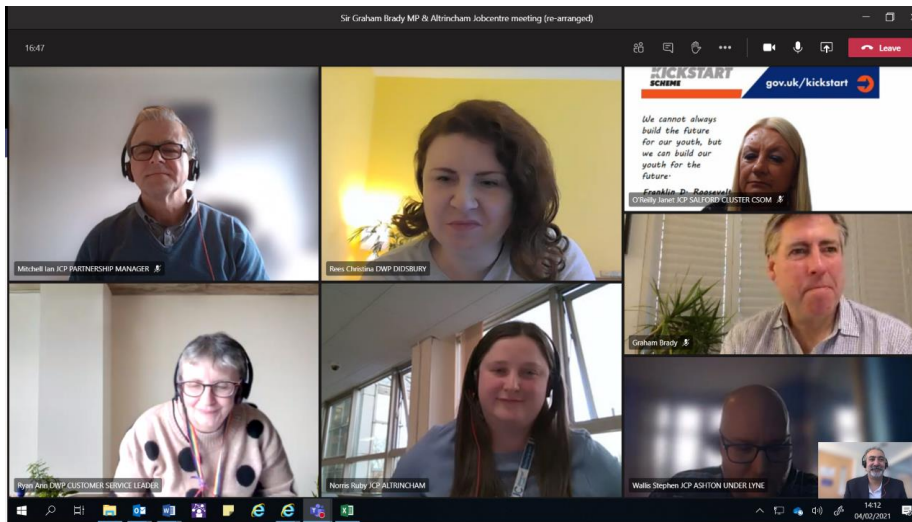 Sir Graham Brady MP & Altrincham Jobcentre meeting (re-arranged)
16:47
Leave
Mitchell Ian JCP PARTNERSHIP MANAGER
Rees Christina DWP DIDSBURY
KICKSTART
SCHEME
gov.uk/kickstart
We cannot always
build the future
for our youth, but
we can build our
youth for the
future.
Franklin D. Roosevelt
O'Reilly Janet JCP SALFORD CLUSTER CSOM
Graham Brady
Ryan Ann DWP CUSTOMER SERVICE LEADER
Norris Ruby JCP ALTRINCHAM
Wallis Stephen JCP ASHTON UNDER LYNE
14:12
04/02/2021